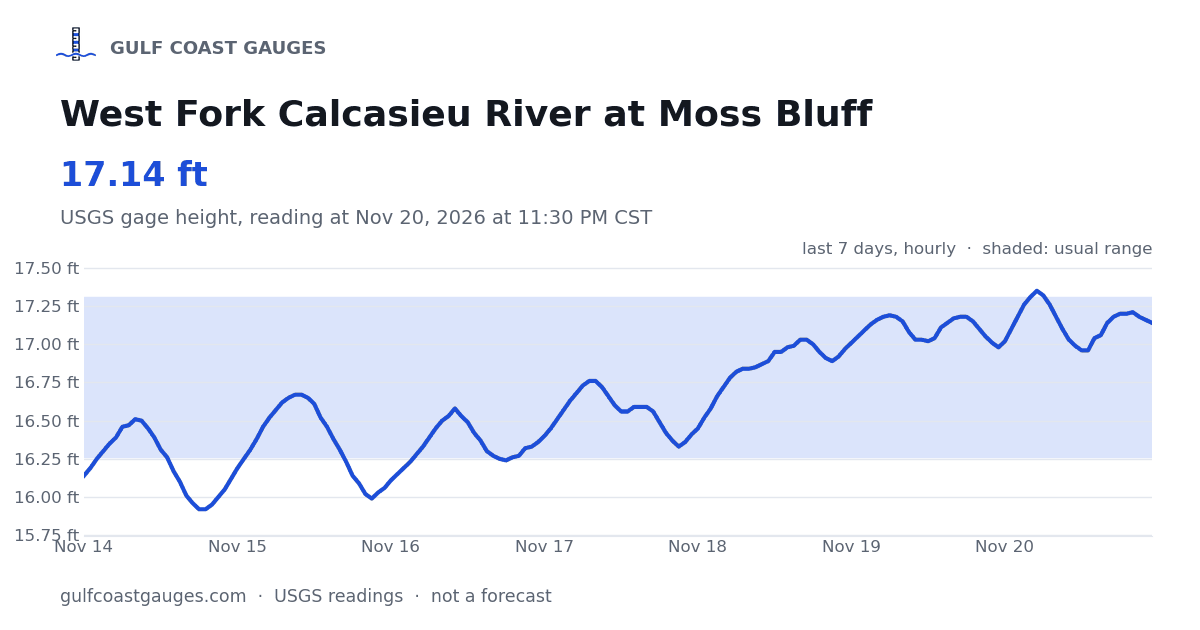 GULF COAST GAUGES
West Fork Calcasieu River at Moss Bluff
17.14 ft
USGS gage height, reading at Nov 20, 2026 at 11:30 PM CST
last 7 days, hourly · shaded: usual range
17.50 ft
17.25 ft
17.00 ft
16.75 ft
16.50 ft
16.25 ft
16.00 ft
15.75 ft
Nov 14 Nov 15 Nov 16 Nov 17 Nov 18 Nov 19 Nov 20
gulfcoastgauges.com · USGS readings · not a forecast